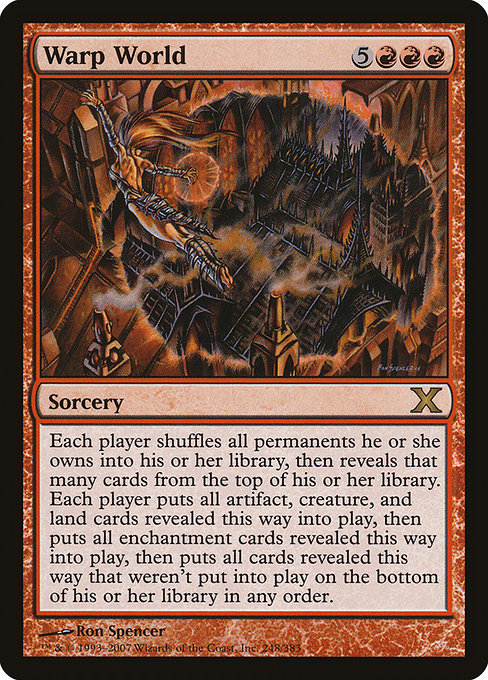 Warp World 5
Sorcery X
Each player shuffles all permanents he or she
owns into his or her library, then reveals that
many cards from the top of his or her library.
Each player puts all artifact, creature, and
land cards revealed this way into play, then
puts all enchantment cards revealed this way
into play, then puts all cards revealed this
way that weren't put into play on the bottom
of his or her library in any order.
Ron Spencer
™ & © 1993–2007 Wizards of the Coast, Inc. 248/383